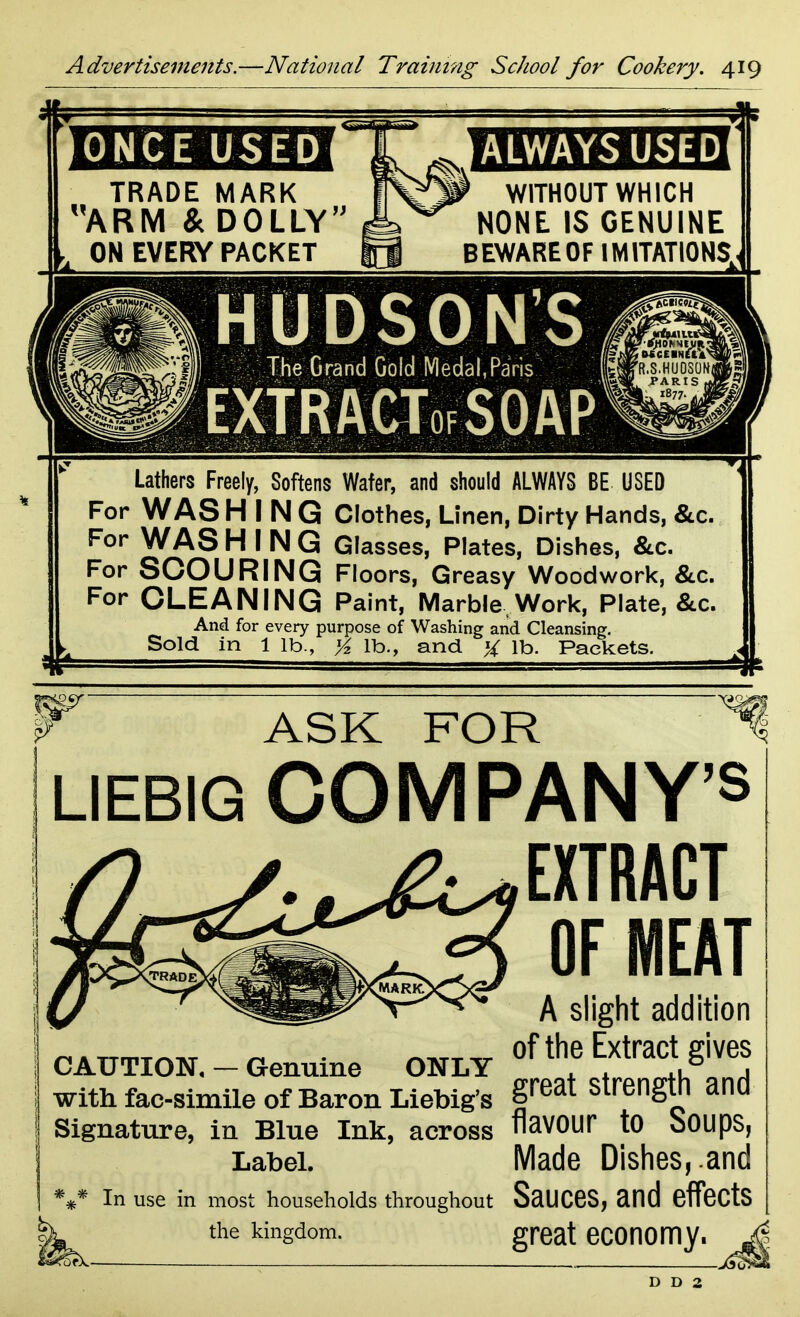 Advertisements.—National Training School for Cookery. 419
ONCE USED
ALWAYS USED
TRADE MARK
"ARM & DOLLY"
ON EVERY PACKET
WITHOUT WHICH
NONE IS GENUINE
BEWARE OF IMITATIONS
HUDSON'S
The Grand Gold Medal, Paris
EXTRACT OF SOAP
R.S. HUDSON
PARIS
1877.
Lathers Freely, Softens Water, and should ALWAYS BE USED
For WASHING Clothes, Linen, Dirty Hands, &c.
For WASHING Glasses, Plates, Dishes, &c.
For SCOURING Floors, Greasy Woodwork, &c.
For CLEANING Paint, Marble Work, Plate, &c.
And for every purpose of Washing and Cleansing.
Sold in 1 lb., ½ lb., and ¼ lb. Packets.
ASK FOR
LIEBIG COMPANY'S
J v Liebig
EXTRACT
OF MEAT
TRADE
MARK
CAUTION.—Genuine ONLY
with fac-simile of Baron Liebig's
Signature, in Blue Ink, across
Label.
*** In use in most households throughout
the kingdom.
A slight addition
of the Extract gives
great strength and
flavour to Soups,
Made Dishes, and
Sauces, and effects
great economy.
D D 2